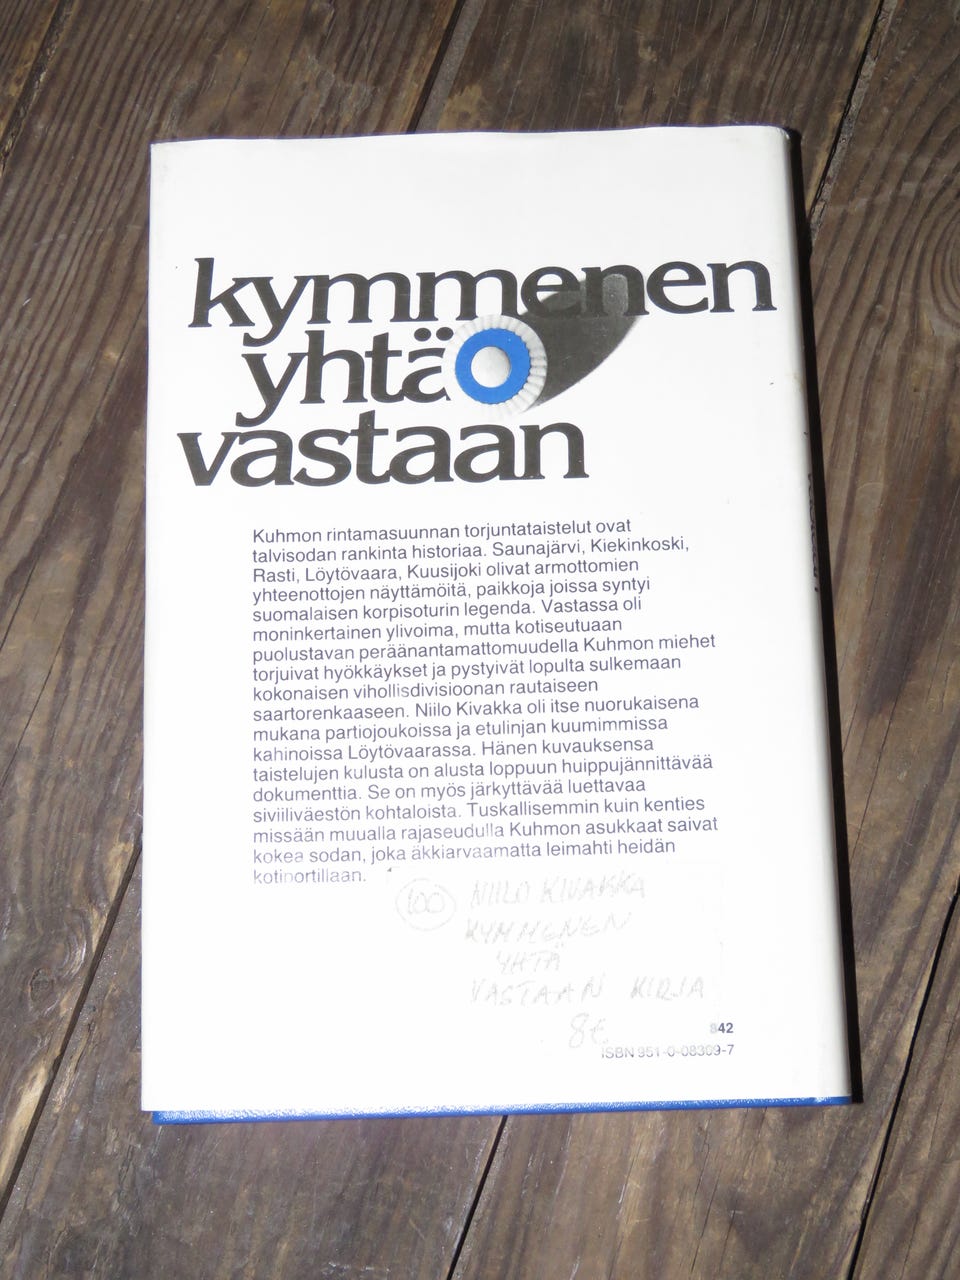 kymmenen
yhtä
vastaan
Kuhmon rintamasuunnan torjuntataistelut ovat
talvisodan rankinta historiaa. Saunajärvi, Kiekinkoski,
Rasti, Löytövaara, Kuusijoki olivat armottomien
yhteenottojen näyttämöitä, paikkoja joissa syntyi
suomalaisen korpisoturin legenda. Vastassa oli
moninkertainen ylivoima, mutta kotiseutuaan
puolustavan peräänantamattomuudella Kuhmon miehet
torjuivat hyökkäykset ja pystyivät lopulta sulkemaan
kokonaisen vihollisdivisioonan rautaiseen
saartorenkaaseen. Niilo Kivakka oli itse nuorukaisena
mukana partiojoukoissa ja etulinjan kuumimmissa
kahinoissa Löytövaarassa. Hänen kuvauksensa
taistelujen kulusta on alusta loppuun huippujännittävää
dokumenttia. Se on myös järkyttävää luettavaa
siviiliväestön kohtaloista. Tuskallisemmin kuin kenties
missään muualla rajaseudulla Kuhmon asukkaat saivat
kokea sodan, joka äkkiarvaamatta leimahti heidän
kotiportillaan.
100 NIILO KIVAKKA
KYMMENEN
YHTÄ
VASTAAN KIRJA
8€
842
ISBN 951-0-08309-7